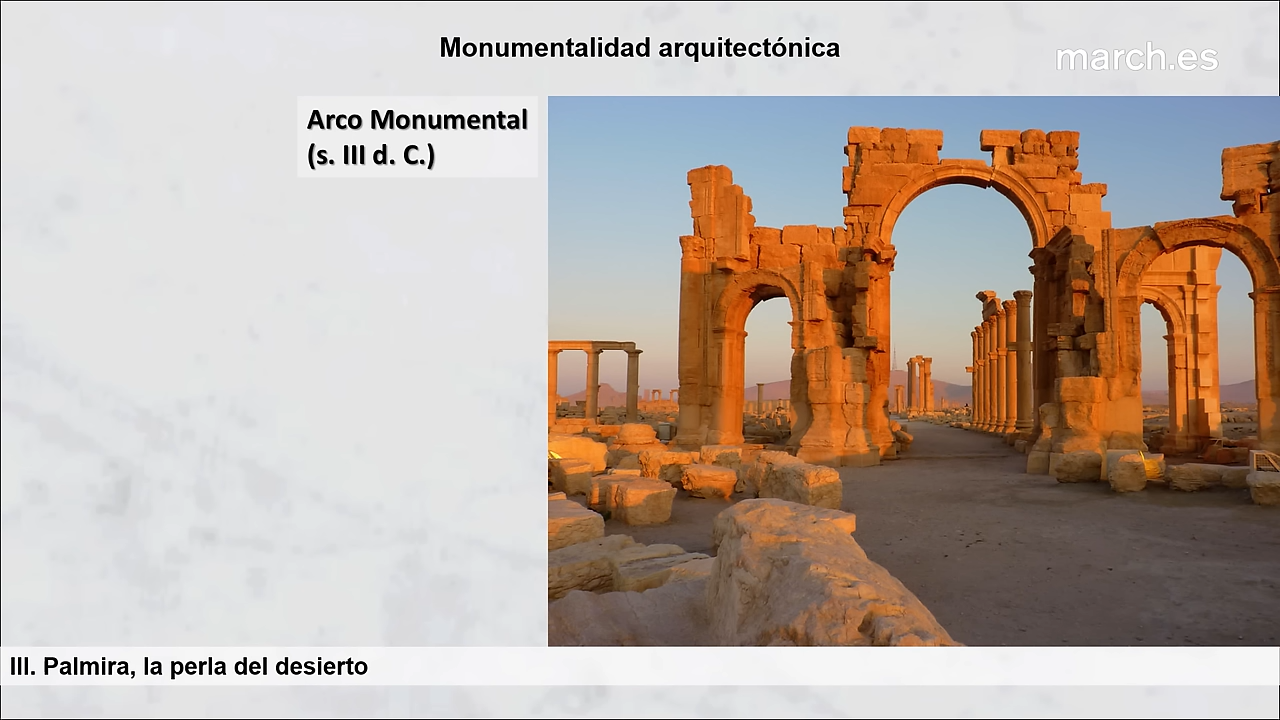 Monumentalidad arquitectónica
march.es
Arco Monumental
(s. III d. C.)
III. Palmira, la perla del desierto